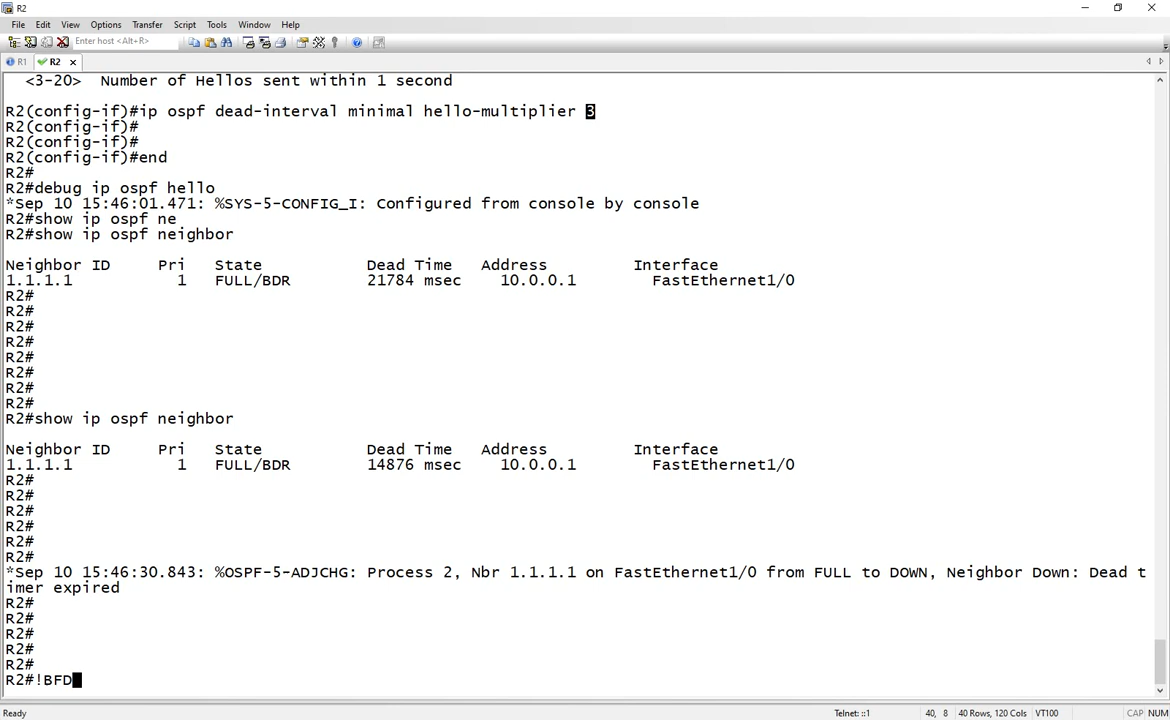 R2
File Edit View Options Transfer Script Tools Window Help
Enter host <Alt+R>
R1 R2
<3-20>  Number of Hellos sent within 1 second
R2(config-if)#ip ospf dead-interval minimal hello-multiplier 3
R2(config-if)#
R2(config-if)#
R2(config-if)#end
R2#
R2#debug ip ospf hello
*Sep 10 15:46:01.471: %SYS-5-CONFIG_I: Configured from console by console
R2#show ip ospf ne
R2#show ip ospf neighbor
Neighbor ID     Pri   State           Dead Time   Address         Interface
1.1.1.1           1   FULL/BDR        21784 msec    10.0.0.1        FastEthernet1/0
R2#
R2#
R2#
R2#
R2#
R2#
R2#
R2#
R2#show ip ospf neighbor
Neighbor ID     Pri   State           Dead Time   Address         Interface
1.1.1.1           1   FULL/BDR        14876 msec    10.0.0.1        FastEthernet1/0
R2#
R2#
R2#
R2#
R2#
R2#
*Sep 10 15:46:30.843: %OSPF-5-ADJCHG: Process 2, Nbr 1.1.1.1 on FastEthernet1/0 from FULL to DOWN, Neighbor Down: Dead t
imer expired
R2#
R2#
R2#
R2#
R2#
R2#!BFD
Ready Telnet: ::1 40, 8 40 Rows, 120 Cols VT100 CAP NUM